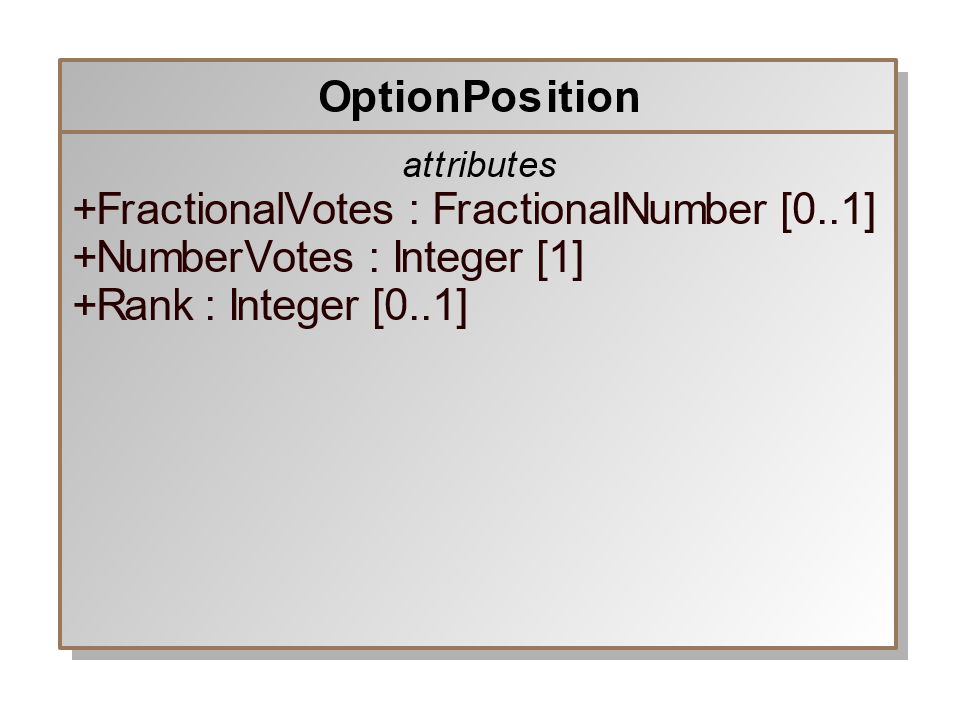 OptionPosition
attributes
+FractionalVotes : FractionalNumber [0..1]
+NumberVotes : Integer [1]
+Rank : Integer [0..1]